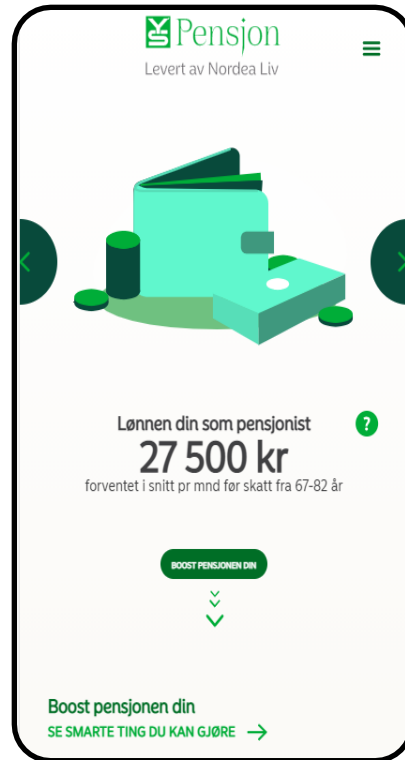 YS Pensjon
Levert av Nordea Liv
Lønnen din som pensjonist
?
27 500 kr
forventet i snitt pr mnd før skatt fra 67-82 år
BOOST PENSJONEN DIN
Boost pensjonen din
SE SMARTE TING DU KAN GJØRE